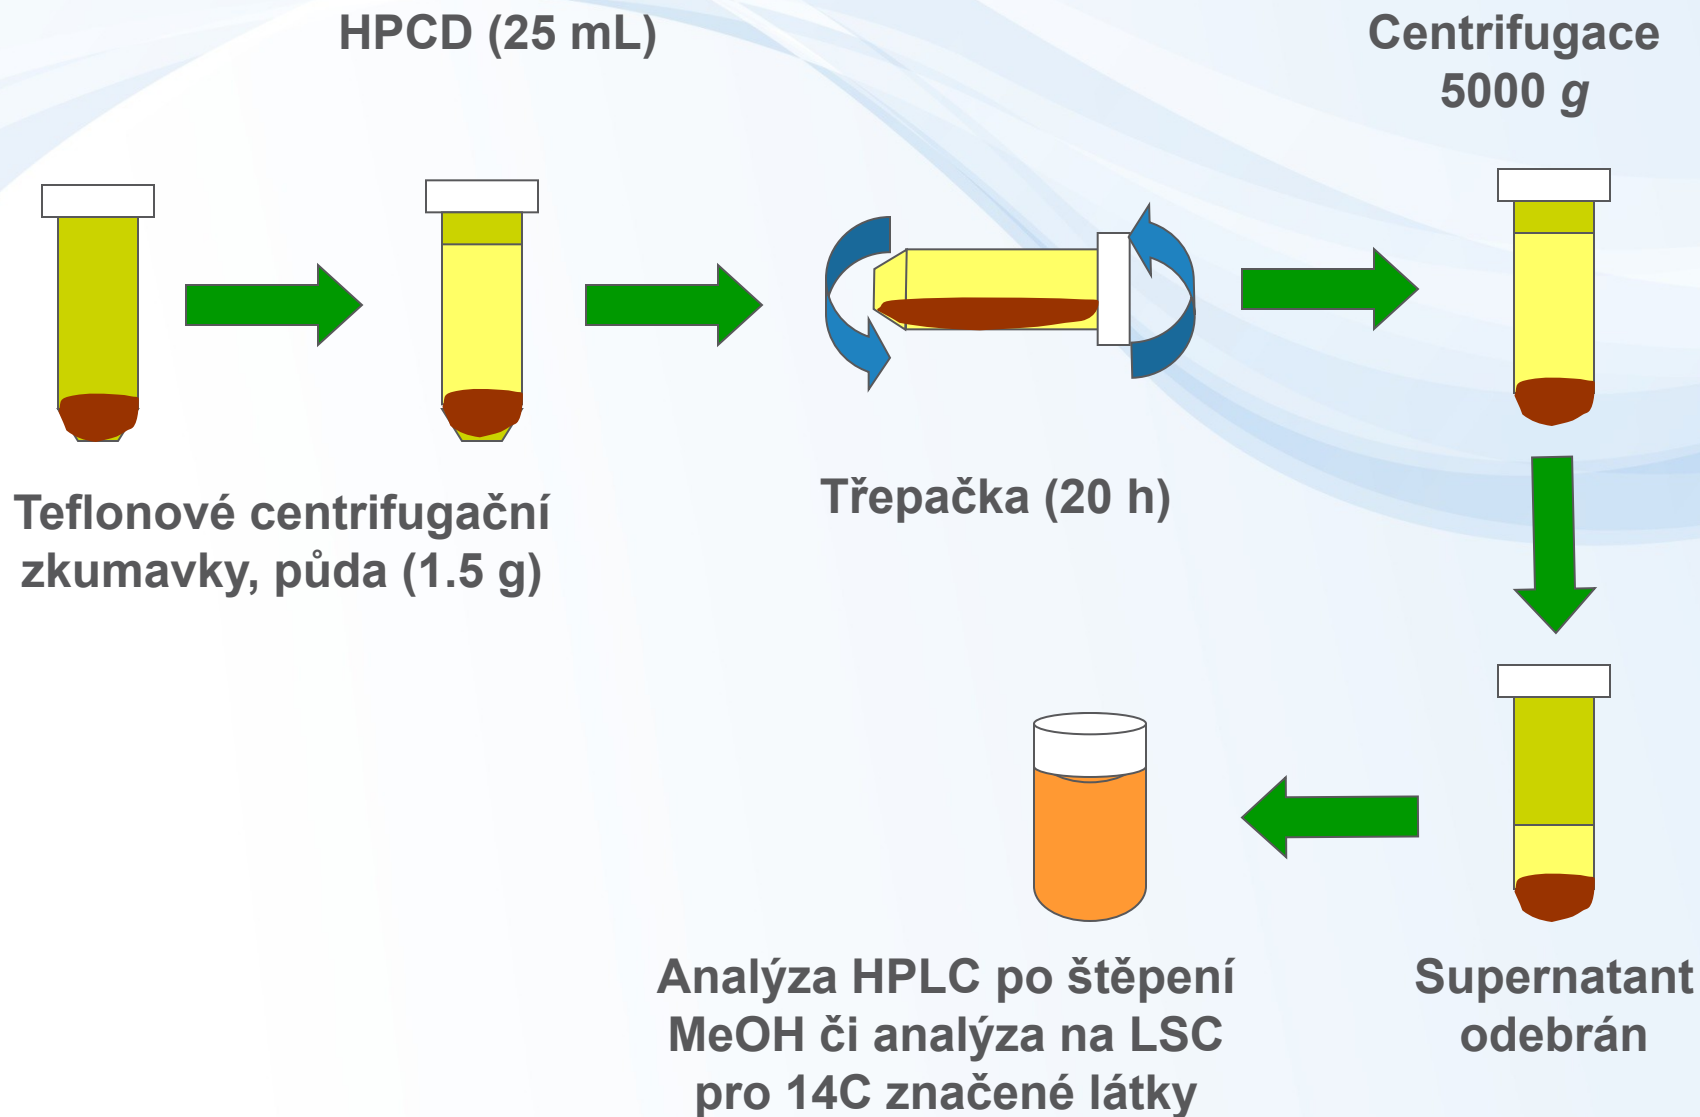 HPCD (25 mL)
Centrifugace
5000 g
Teflonové centrifugační
zkumavky, půda (1.5 g)
Třepačka (20 h)
Analýza HPLC po štěpení
MeOH či analýza na LSC
pro 14C značené látky
Supernatant
odebrán